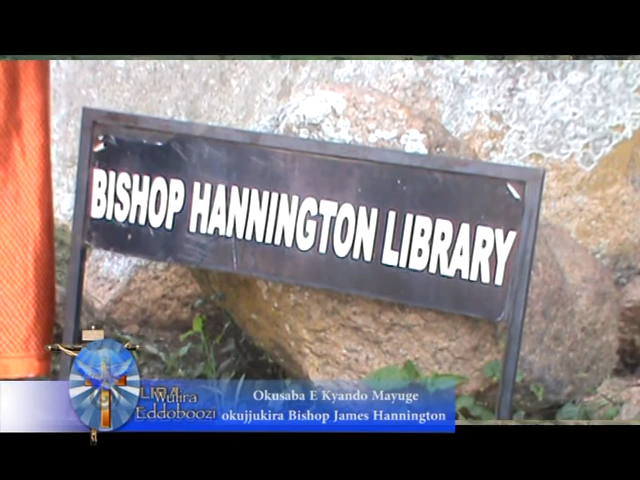 BISHOP HANNINGTON LIBRARY
Wulira
Eddoboozi
Okusaba E Kyando Mayuge
okujjukira Bishop James Hannington